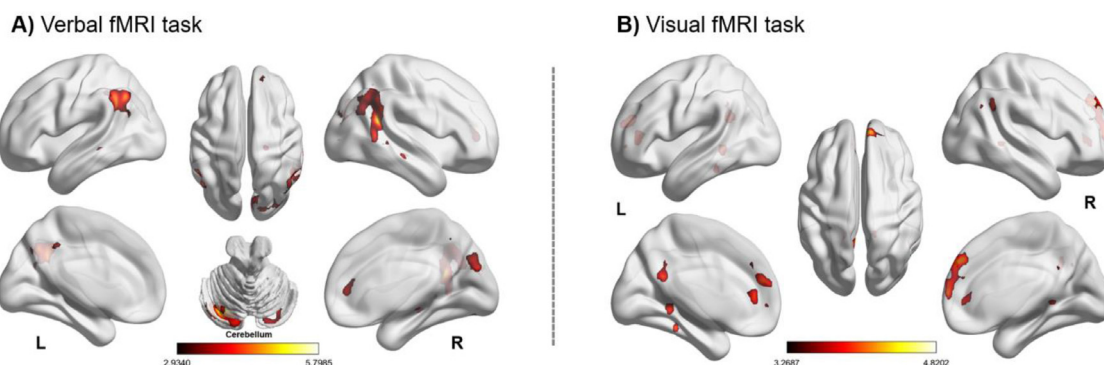 A) Verbal fMRI task
L
Cerebellum
R
2.9340
5.7985
B) Visual fMRI task
L
R
3.2687
4.8202